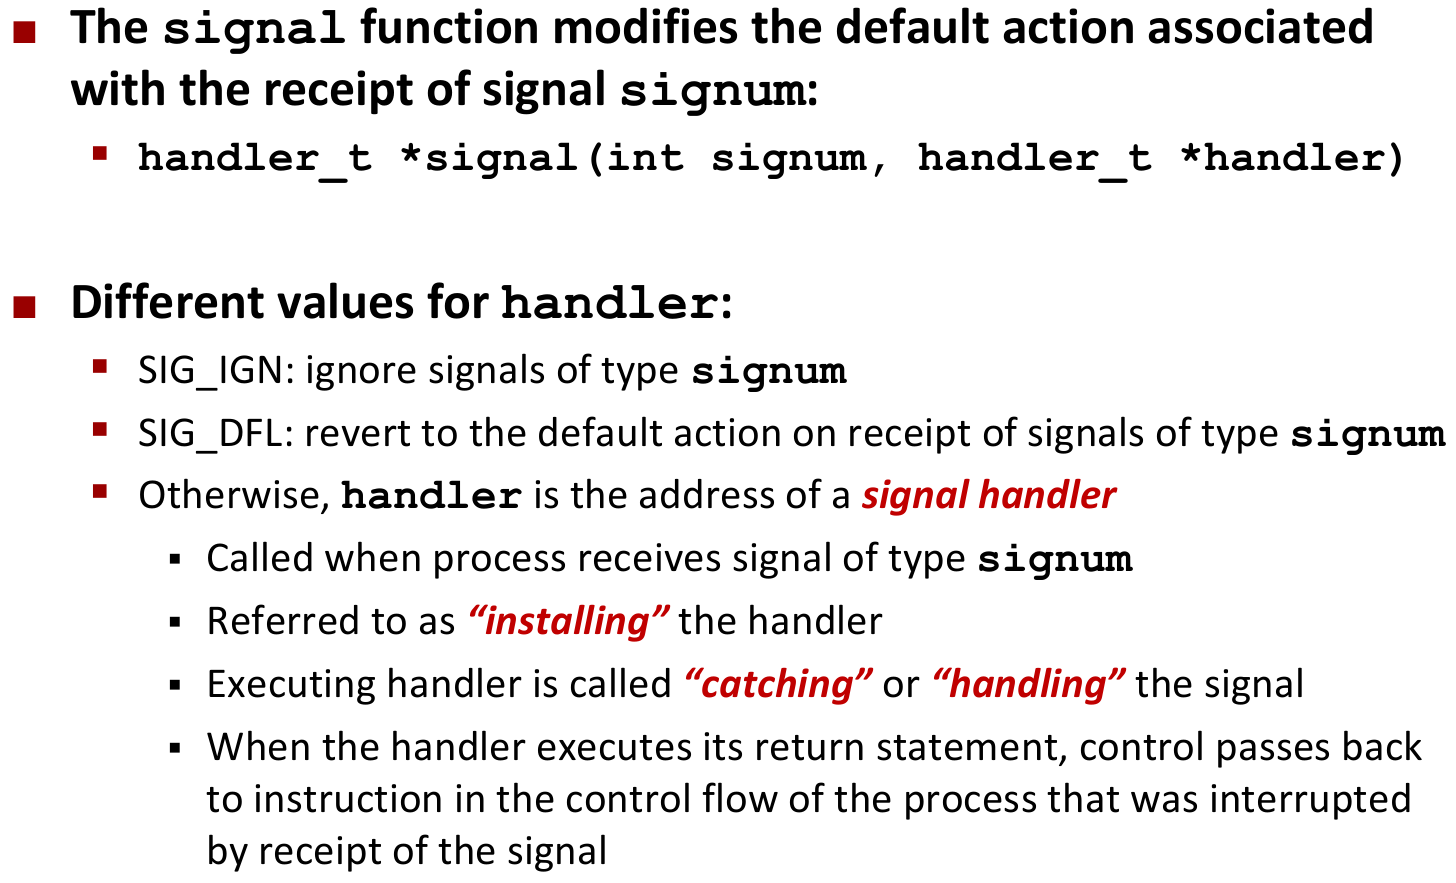 The signal function modifies the default action associated
with the receipt of signal signum:
handler_t *signal(int signum, handler_t *handler)
Different values for handler:
SIG_IGN: ignore signals of type signum
SIG_DFL: revert to the default action on receipt of signals of type signum
Otherwise, handler is the address of a signal handler
Called when process receives signal of type signum
Referred to as “installing” the handler
Executing handler is called “catching” or “handling” the signal
When the handler executes its return statement, control passes back
to instruction in the control flow of the process that was interrupted
by receipt of the signal